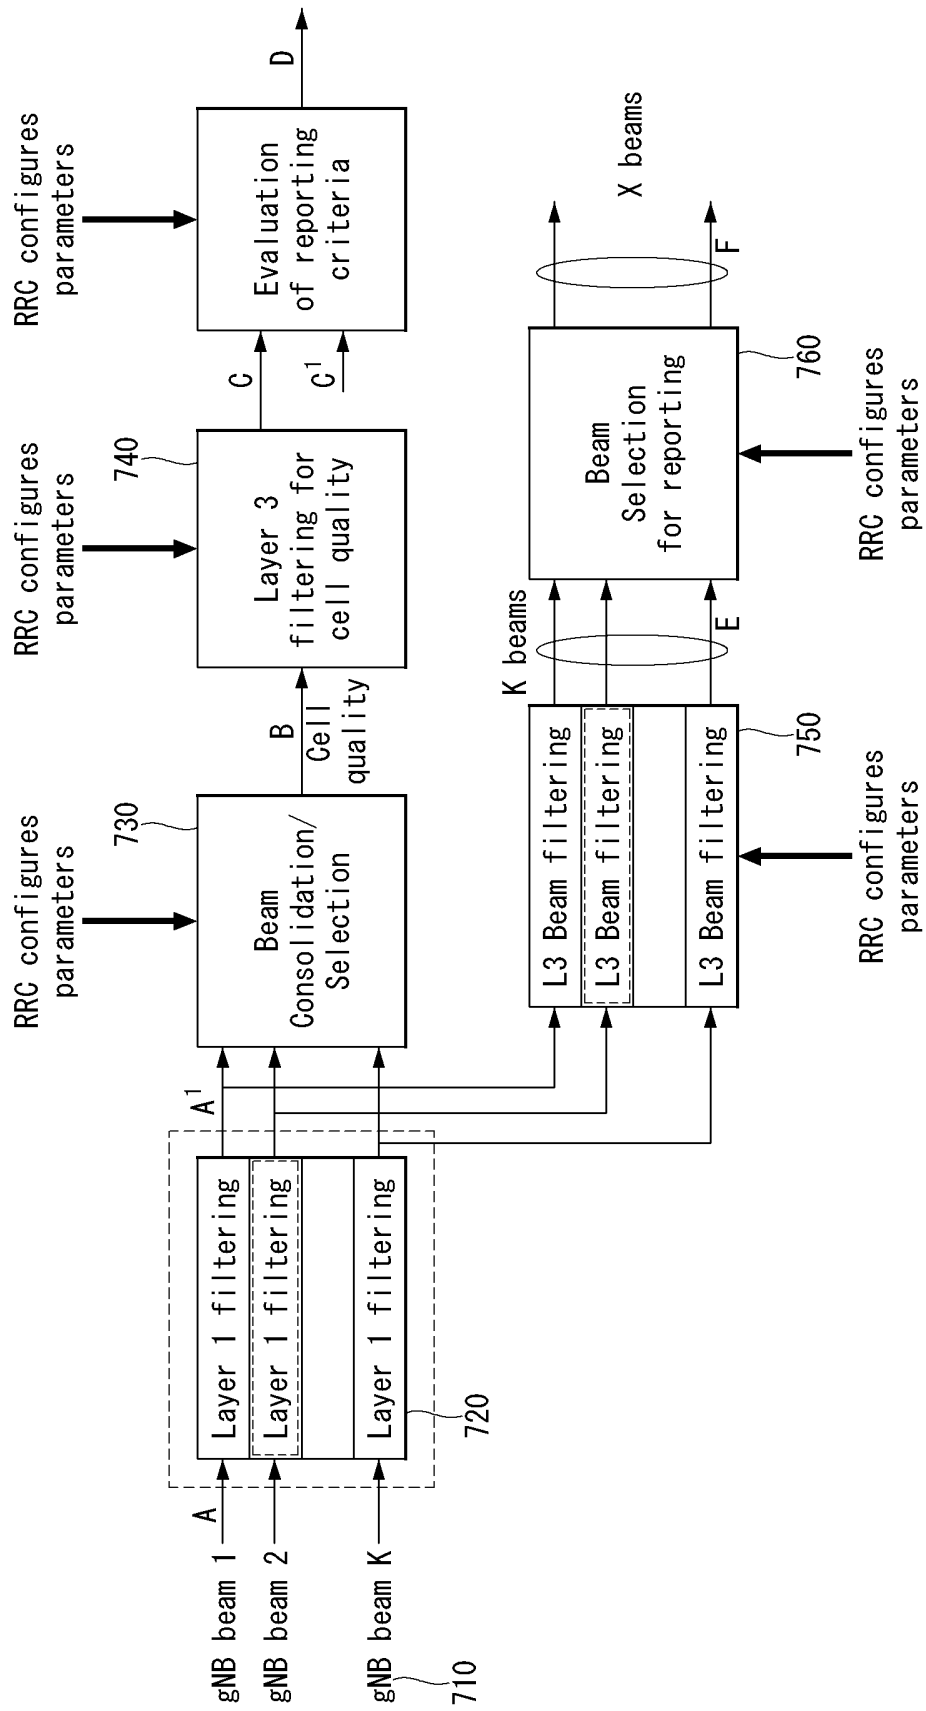 RRC configures
parameters
RRC configures
parameters
RRC configures
parameters
730
740
gNB beam 1
gNB beam 2
gNB beam K
710
A
Layer 1 filtering
Layer 1 filtering
Layer 1 filtering
720
A1
Beam
Consolidation/
Selection
B
Cell
quality
Layer 3
filtering for
cell quality
C
C1
Evaluation
of reporting
criteria
D
L3 Beam filtering
L3 Beam filtering
L3 Beam filtering
750
K beams
E
Beam
Selection
for reporting
760
F
X beams
RRC configures
parameters
RRC configures
parameters